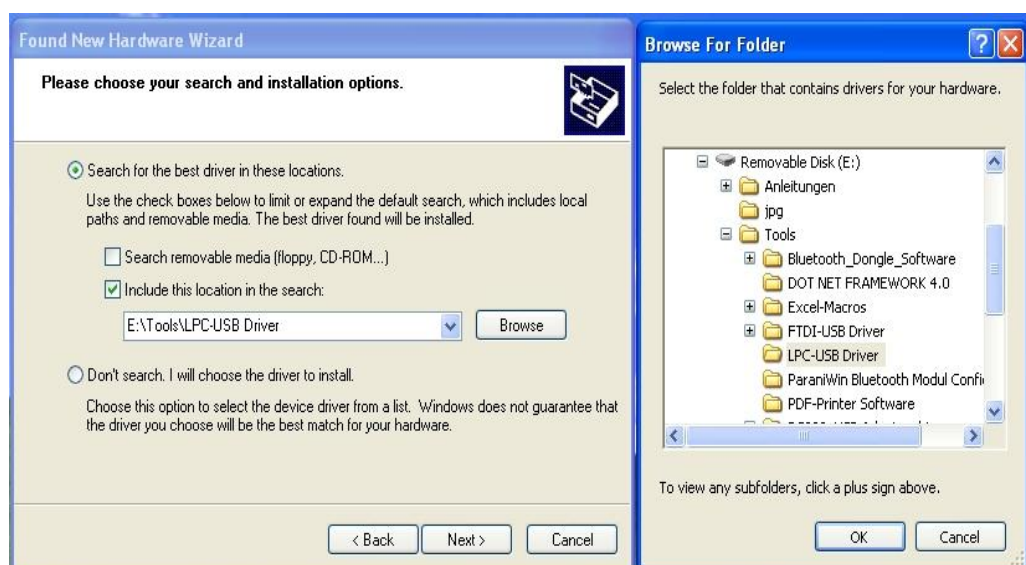 Found New Hardware Wizard
Please choose your search and installation options.
Search for the best driver in these locations.
Use the check boxes below to limit or expand the default search, which includes local
paths and removable media. The best driver found will be installed.
Search removable media (floppy, CD-ROM...)
Include this location in the search:
E:\Tools\LPC-USB Driver
Browse
Don't search. I will choose the driver to install.
Choose this option to select the device driver from a list. Windows does not guarantee that
the driver you choose will be the best match for your hardware.
< Back
Next >
Cancel
Browse For Folder
Select the folder that contains drivers for your hardware.
Removable Disk (E:)
Anleitungen
jpg
Tools
Bluetooth_Dongle_Software
DOT NET FRAMEWORK 4.0
Excel-Macros
FTDI-USB Driver
LPC-USB Driver
ParaniWin Bluetooth Modul Confi
PDF-Printer Software
To view any subfolders, click a plus sign above.
OK
Cancel